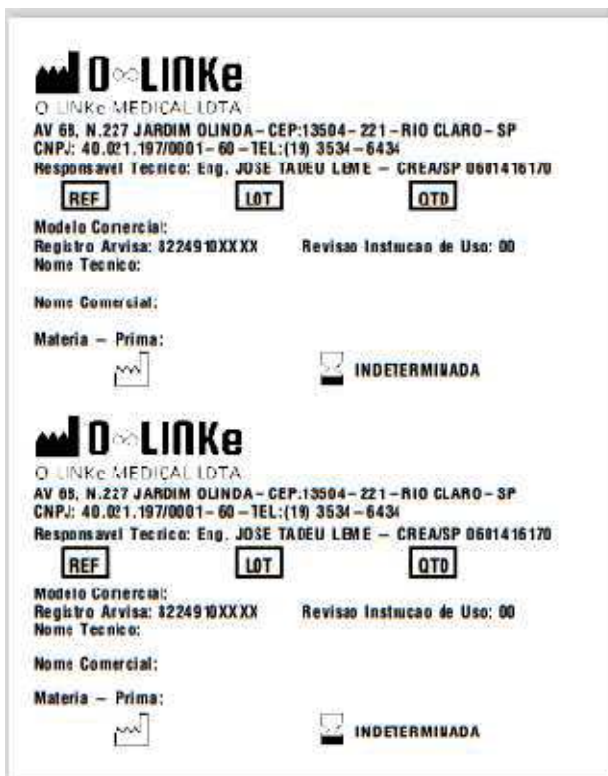 O∞LINKe
O LINKe MEDICAL LDTA
AV 68, N.227 JARDIM OLINDA - CEP:13504 - 221 - RIO CLARO - SP
CNPJ: 40.021.197/0001 - 60 - TEL:(19) 3534 - 6434
Responsavel Tecnico: Eng. JOSE TADEU LEME - CREA/SP 0601416170
REF LOT QTD
Modelo Comercial:
Registro Anvisa: 8224910XXXX Revisao Instrucao de Uso: 00
Nome Tecnico:
Nome Comercial:
Materia - Prima:
INDETERMINADA
O∞LINKe
O LINKe MEDICAL LDTA
AV 68, N.227 JARDIM OLINDA - CEP:13504 - 221 - RIO CLARO - SP
CNPJ: 40.021.197/0001 - 60 - TEL:(19) 3534 - 6434
Responsavel Tecnico: Eng. JOSE TADEU LEME - CREA/SP 0601416170
REF LOT QTD
Modelo Comercial:
Registro Anvisa: 8224910XXXX Revisao Instrucao de Uso: 00
Nome Tecnico:
Nome Comercial:
Materia - Prima:
INDETERMINADA